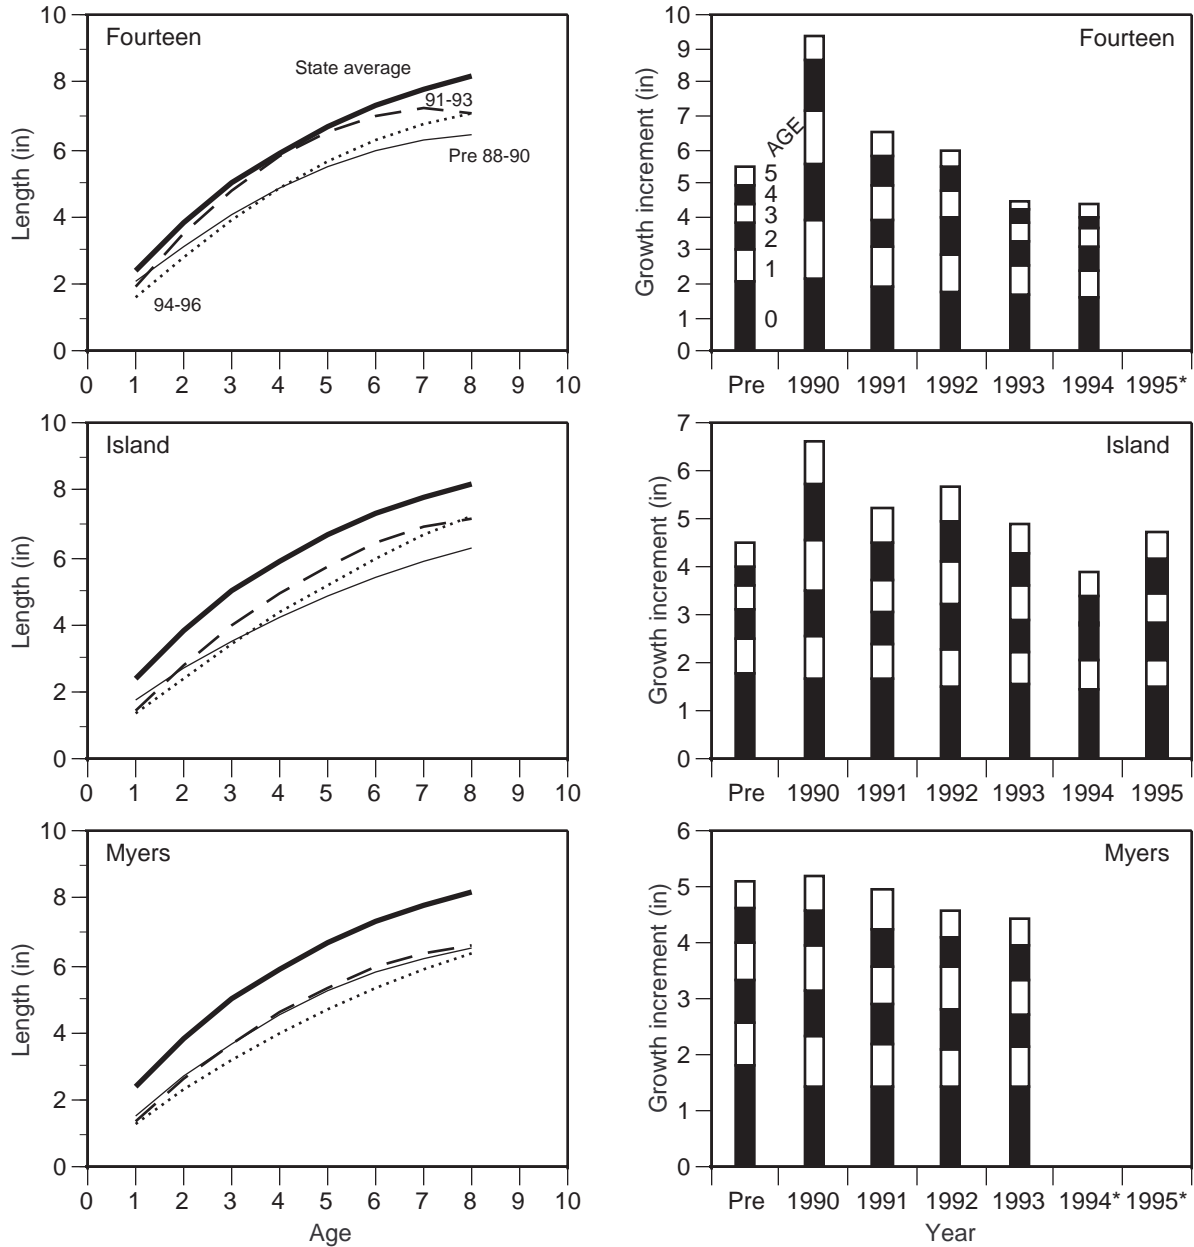 10
8
6
4
2
0
Length (in)
Fourteen
State average
91-93
Pre 88-90
94-96
0 1 2 3 4 5 6 7 8 9 10
10
9
8
7
6
5
4
3
2
1
0
Growth increment (in)
Fourteen
AGE
5
4
3
2
1
0
Pre 1990 1991 1992 1993 1994 1995*
10
8
6
4
2
0
Length (in)
Island
0 1 2 3 4 5 6 7 8 9 10
7
6
5
4
3
2
1
0
Growth increment (in)
Island
Pre 1990 1991 1992 1993 1994 1995
10
8
6
4
2
0
Length (in)
Myers
0 1 2 3 4 5 6 7 8 9 10
Age
6
5
4
3
2
1
0
Growth increment (in)
Myers
Pre 1990 1991 1992 1993 1994* 1995*
Year